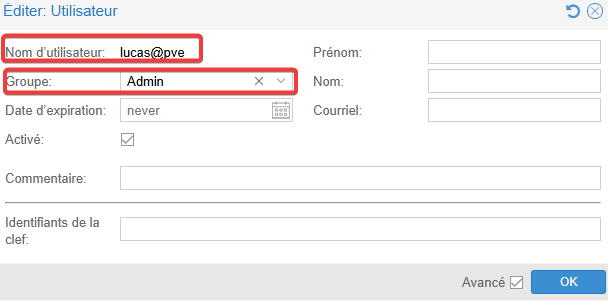 Éditer: Utilisateur
Nom d'utilisateur: lucas@pve
Prénom:
Groupe: Admin
Nom:
Date d'expiration: never
Courriel:
Activé:
Commentaire:
Identifiants de la
clef:
Avancé OK